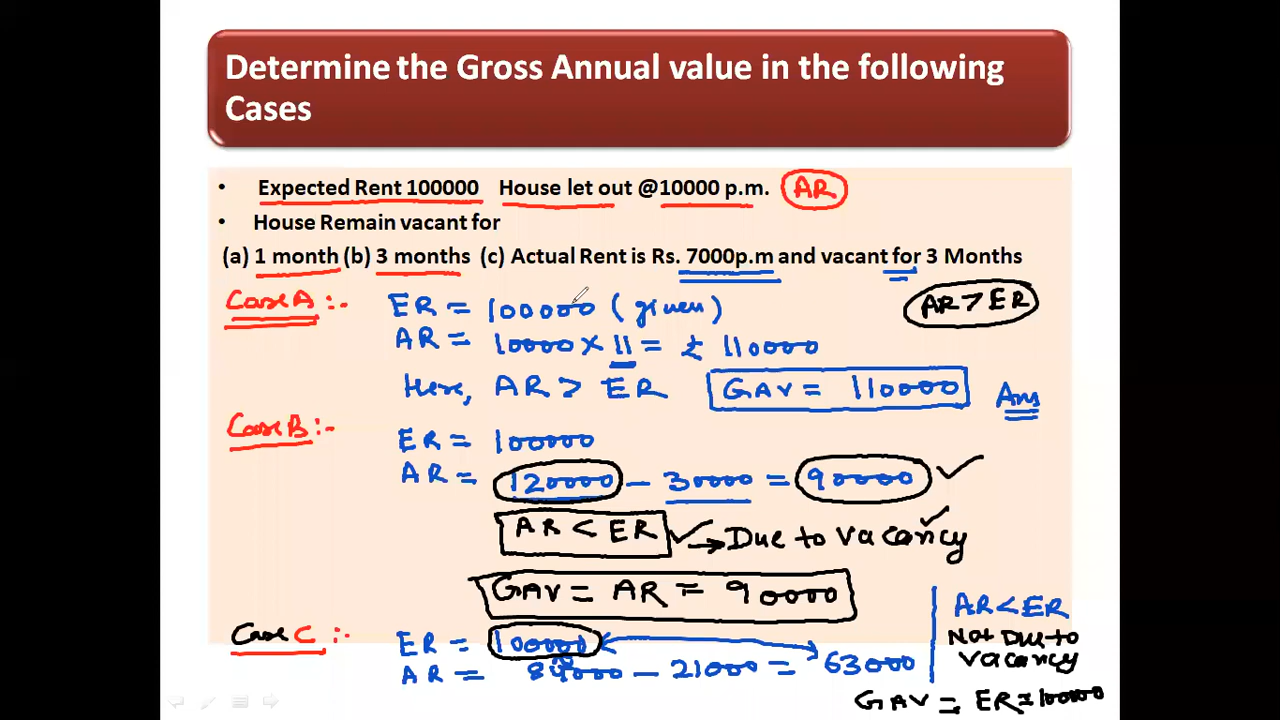 Determine the Gross Annual value in the following
Cases
• Expected Rent 100000 House let out @10000 p.m. AR
• House Remain vacant for
(a) 1 month (b) 3 months (c) Actual Rent is Rs. 7000p.m and vacant for 3 Months
Case A :-
ER = 100000 (given)
AR > ER
AR = 10000 × 11 = ₹ 110000
Here, AR > ER GAV = 110000 Ans
Case B :-
ER = 100000
AR = 120000 - 30000 = 90000 ✓
AR < ER ✓ → Due to vacancy ✓
GAV = AR = 90000
Case C :-
ER = 100000
AR = 84000 - 21000 = 63000
AR < ER
Not Due to
vacancy
GAV = ER = 100000